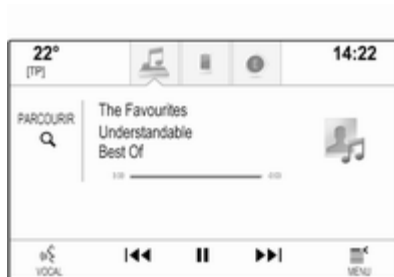 22°
14:22
[TP]
PARCOURIR
The Favourites
Understandable
Best Of
VOCAL
MENU